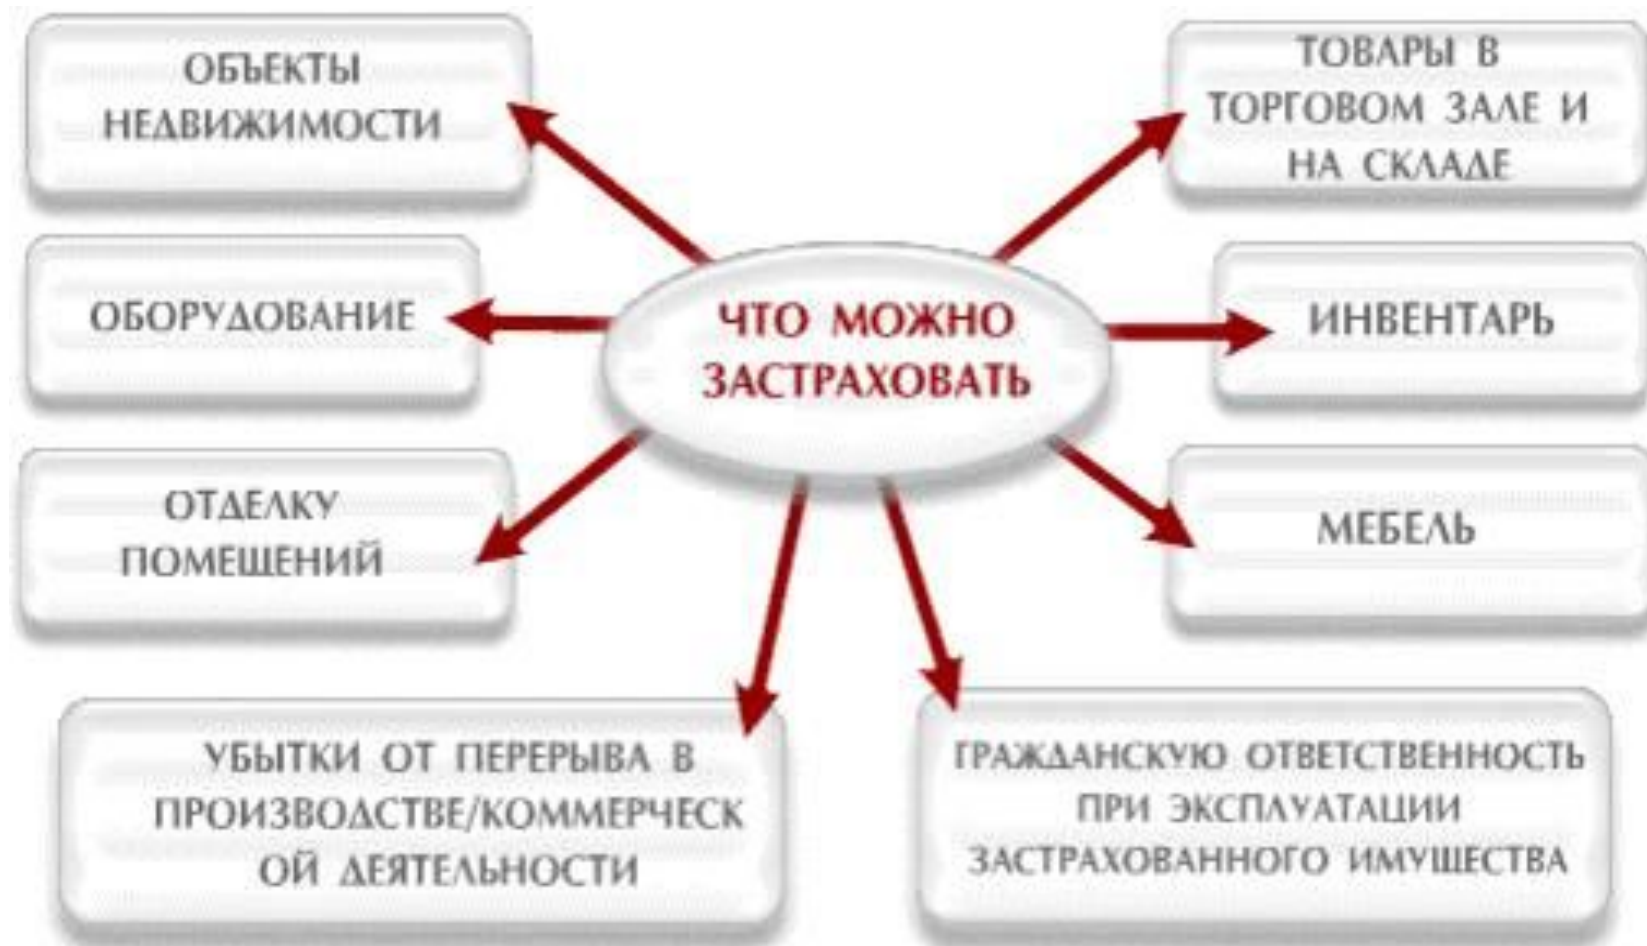 ОБЪЕКТЫ
НЕДВИЖИМОСТИ
ТОВАРЫ В
ТОРГОВОМ ЗАЛЕ И
НА СКЛАДЕ
ОБОРУДОВАНИЕ
ЧТО МОЖНО
ЗАСТРАХОВАТЬ
ИНВЕНТАРЬ
ОТДЕЛКУ
ПОМЕЩЕНИЙ
МЕБЕЛЬ
УБЫТКИ ОТ ПЕРЕРЫВА В
ПРОИЗВОДСТВЕ/КОММЕРЧЕСК
ОЙ ДЕЯТЕЛЬНОСТИ
ГРАЖДАНСКУЮ ОТВЕТСТВЕННОСТЬ
ПРИ ЭКСПЛУАТАЦИИ
ЗАСТРАХОВАННОГО ИМУЩЕСТВА